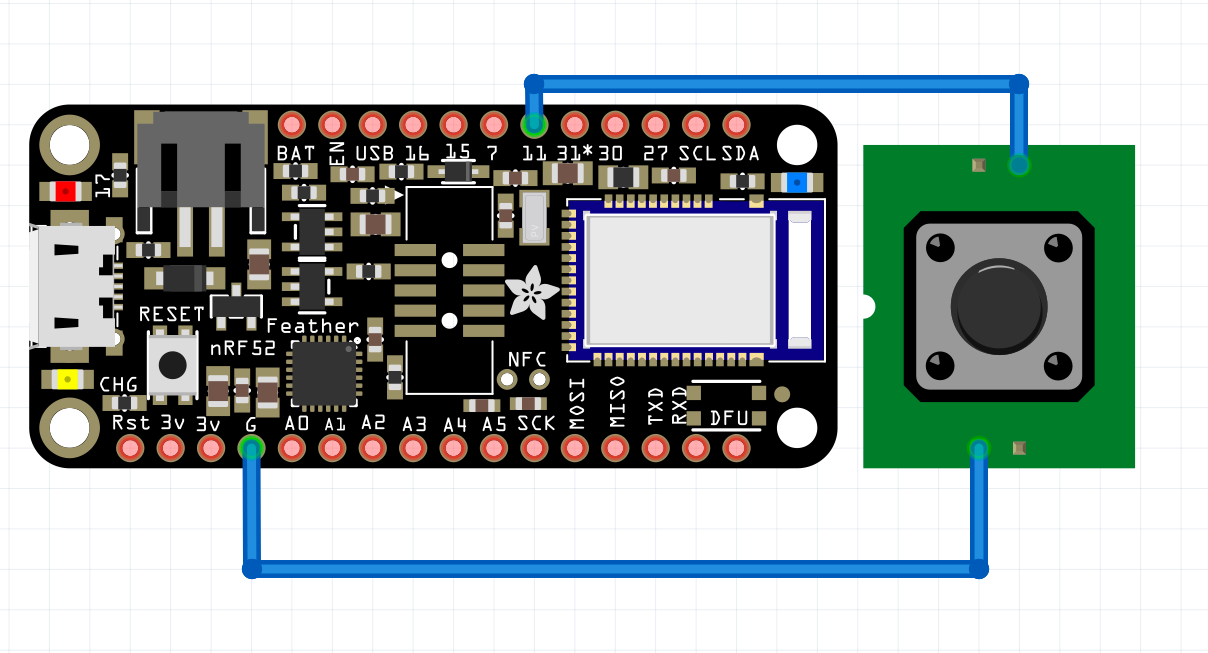 BAT EN USB 16 15 7 11 31* 30 27 SCL SDA
17
RESET
Feather
nRF52
NFC
CHG
MOSI MISO TXD RXD
DFU
Rst 3v 3v G A0 A1 A2 A3 A4 A5 SCK